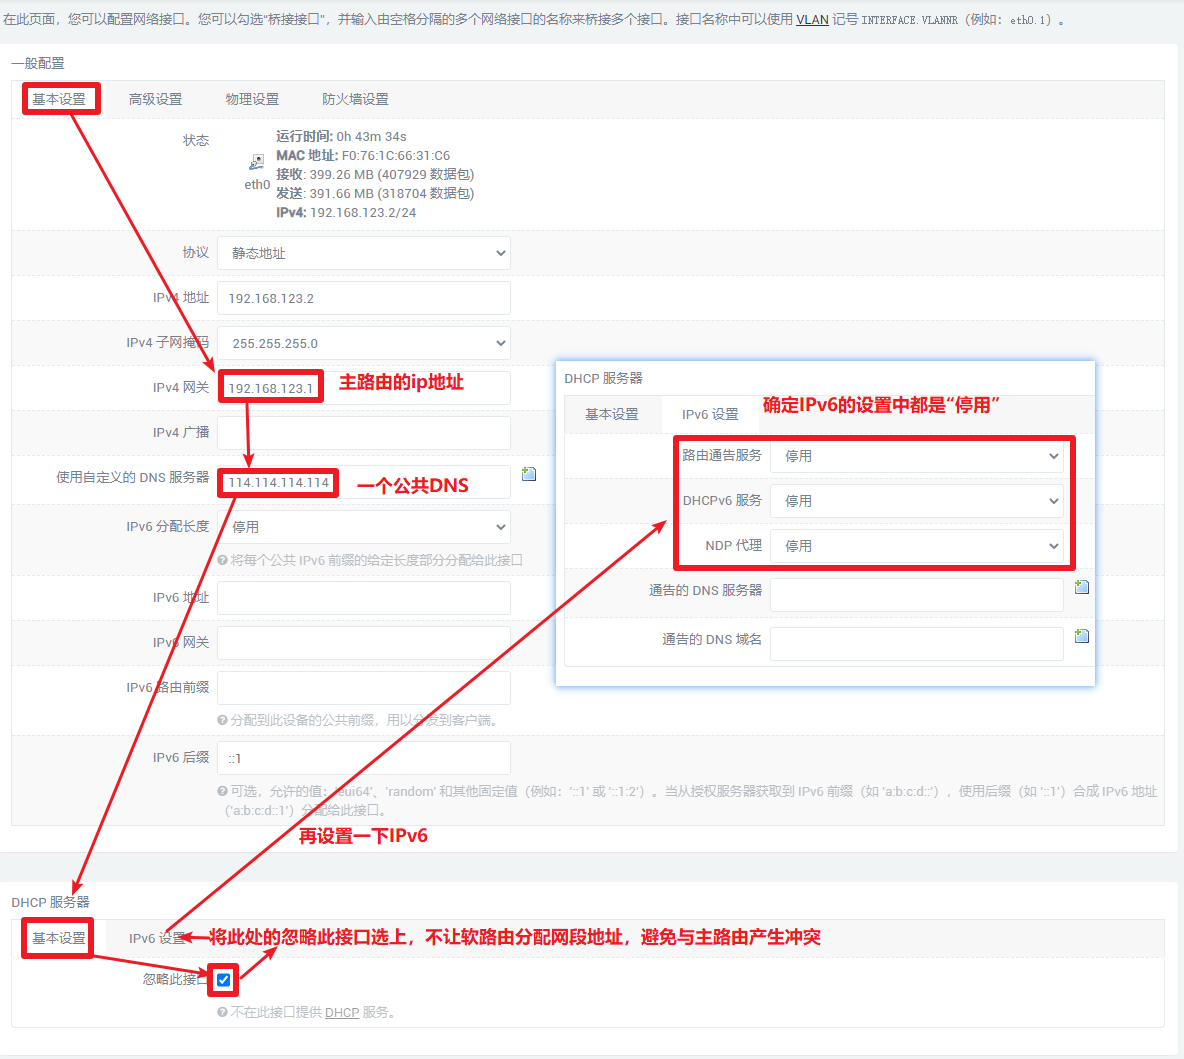 在此页面，您可以配置网络接口。您可以勾选“桥接接口”，并输入由空格分隔的多个网络接口的名称来桥接多个接口。接口名称中可以使用 VLAN 记号 INTERFACE.VLANNR（例如：eth0.1）。
一般配置
基本设置 高级设置 物理设置 防火墙设置
状态
运行时间: 0h 43m 34s
MAC 地址: F0:76:1C:66:31:C6
接收: 399.26 MB (407929 数据包)
eth0
发送: 391.66 MB (318704 数据包)
IPv4: 192.168.123.2/24
协议 静态地址
IPv4 地址 192.168.123.2
IPv4 子网掩码 255.255.255.0
IPv4 网关 192.168.123.1 主路由的ip地址
IPv4 广播
使用自定义的 DNS 服务器 114.114.114.114 一个公共DNS
IPv6 分配长度 停用
将每个公共 IPv6 前缀的给定长度部分分配给此接口
IPv6 地址
IPv6 网关
IPv6 路由前缀
分配到此设备的公共前缀，用以分发到客户端。
IPv6 后缀 ::1
可选，允许的值：'eui64'、'random' 和其他固定值（例如：'::1' 或 '::1:2'）。当从授权服务器获取到 IPv6 前缀（如 'a:b:c:d::'），使用后缀（如 '::1'）合成 IPv6 地址
（'a:b:c:d::1'）分配给此接口。
再设置一下IPv6
DHCP 服务器
基本设置 IPv6 设置 确定IPv6的设置中都是“停用”
路由通告服务 停用
DHCPv6 服务 停用
NDP 代理 停用
通告的 DNS 服务器
通告的 DNS 域名
DHCP 服务器
基本设置 IPv6 设置 将此处的忽略此接口选上，不让软路由分配网段地址，避免与主路由产生冲突
忽略此接口
不在此接口提供 DHCP 服务。